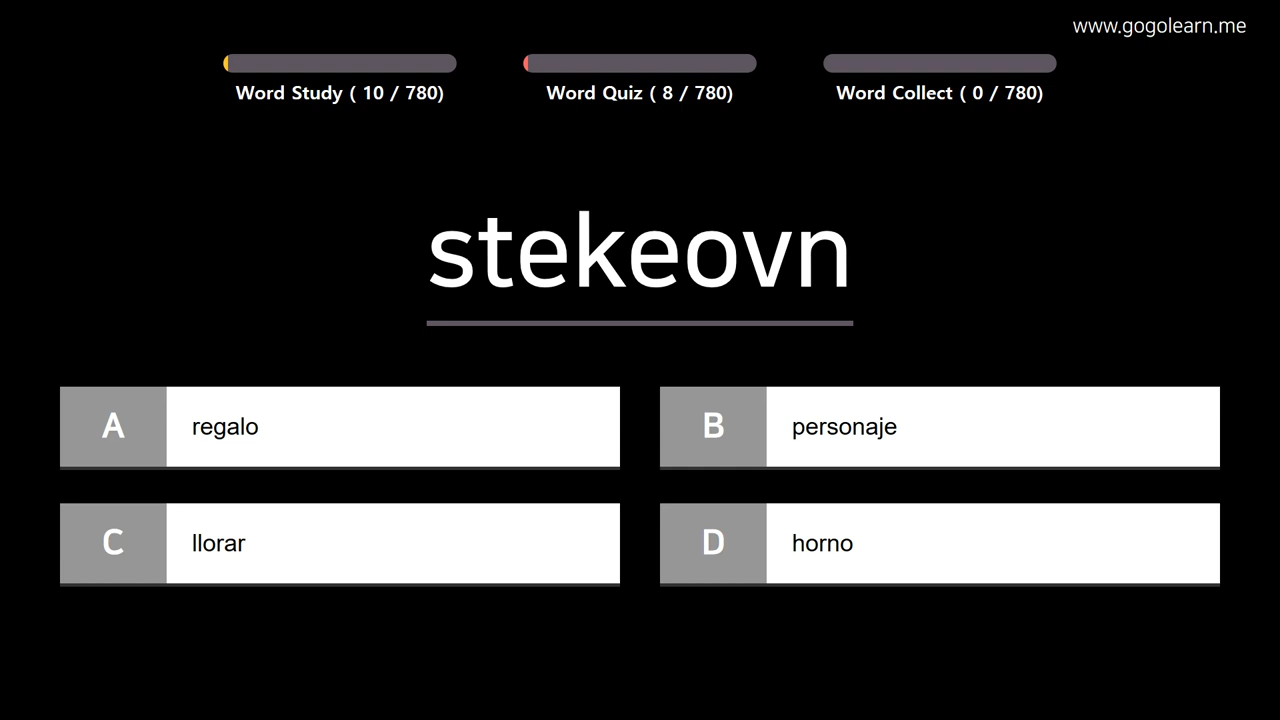 www.gogolearn.me
Word Study ( 10 / 780)
Word Quiz ( 8 / 780)
Word Collect ( 0 / 780)
stekeovn
A regalo
B personaje
C llorar
D horno